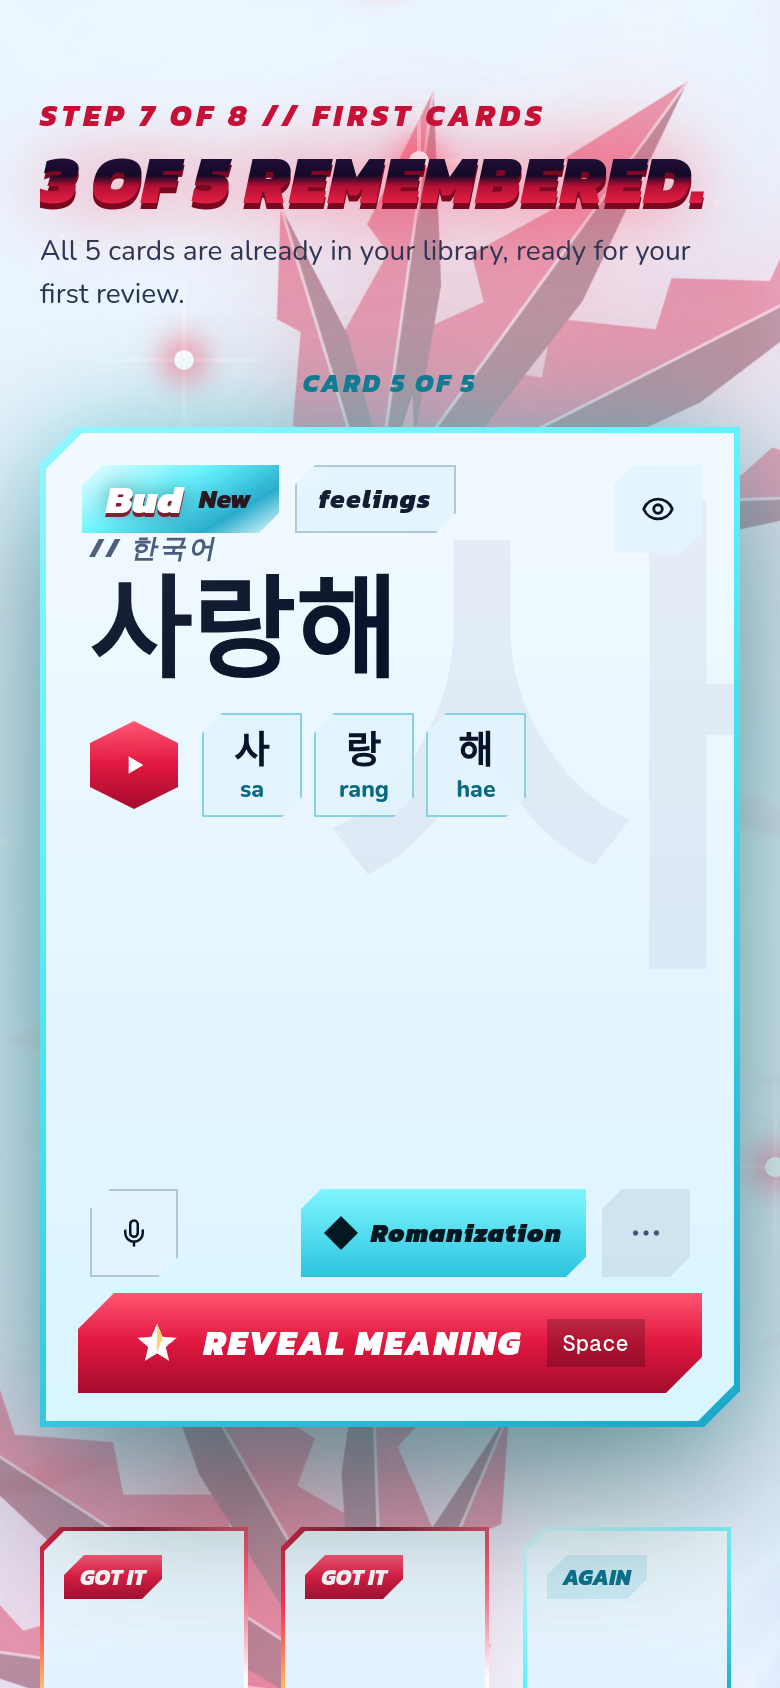 STEP 7 OF 8 // FIRST CARDS
3 OF 5 REMEMBERED.
All 5 cards are already in your library, ready for your
first review.
CARD 5 OF 5
Bud New
feelings
// 한국어
사랑해
사 랑 해
sa rang hae
Romanization
REVEAL MEANING Space
GOT IT GOT IT AGAIN